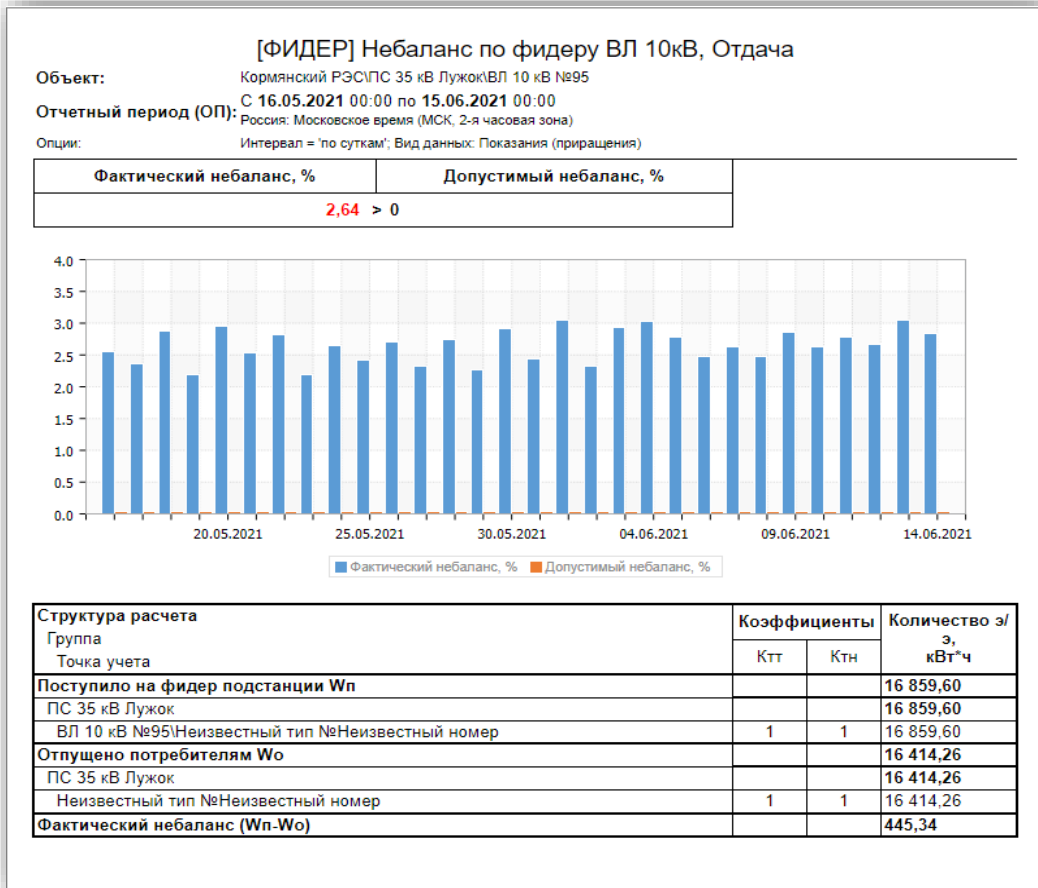 [ФИДЕР] Небаланс по фидеру ВЛ 10кВ, Отдача
Объект: Кормянский РЭС\ПС 35 кВ Лужок\ВЛ 10 кВ №95
Отчетный период (ОП): С 16.05.2021 00:00 по 15.06.2021 00:00
Россия: Московское время (МСК, 2-я часовая зона)
Опции: Интервал = 'по суткам'; Вид данных: Показания (приращения)
Фактический небаланс, % Допустимый небаланс, %
2,64 > 0
4.0
3.5
3.0
2.5
2.0
1.5
1.0
0.5
0.0
20.05.2021 25.05.2021 30.05.2021 04.06.2021 09.06.2021 14.06.2021
Фактический небаланс, % Допустимый небаланс, %
Структура расчета
Группа
Точка учета
Коэффициенты
Ктт Ктн
Количество э/
э,
кВт*ч
Поступило на фидер подстанции Wп 16 859,60
ПС 35 кВ Лужок 16 859,60
ВЛ 10 кВ №95\Неизвестный тип №Неизвестный номер 1 1 16 859,60
Отпущено потребителям Wо 16 414,26
ПС 35 кВ Лужок 16 414,26
Неизвестный тип №Неизвестный номер 1 1 16 414,26
Фактический небаланс (Wп-Wо) 445,34